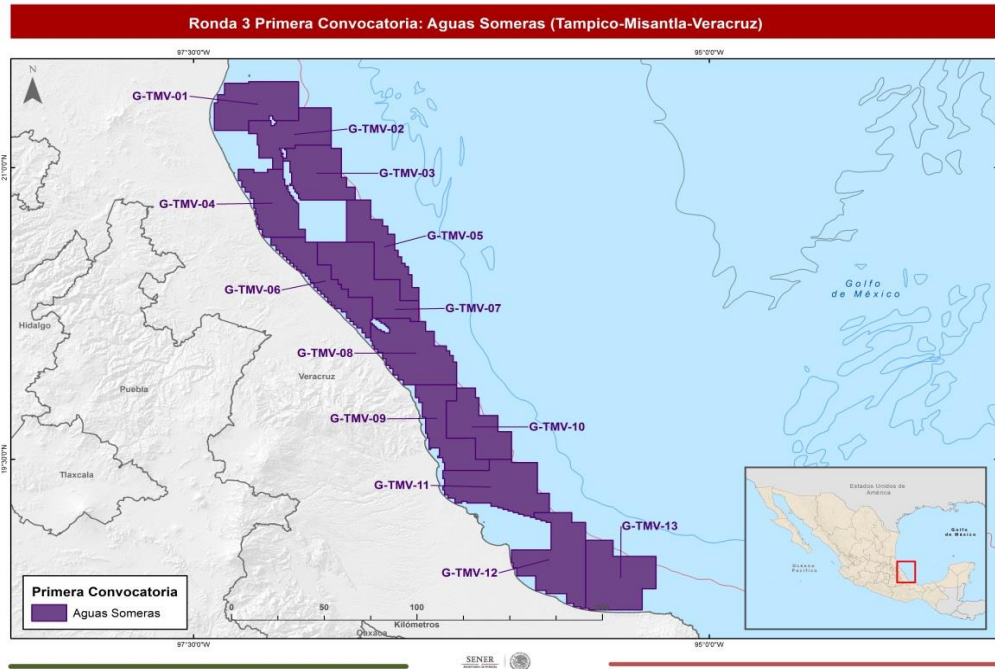 Ronda 3 Primera Convocatoria: Aguas Someras (Tampico-Misantla-Veracruz)
97°30'0"W
95°0'0"W
N
G-TMV-01
G-TMV-02
21°0'0"N
G-TMV-03
G-TMV-04
G-TMV-05
G-TMV-06
Golfo
de México
G-TMV-07
Hidalgo
G-TMV-08
Veracruz
Puebla
G-TMV-09
G-TMV-10
19°30'0"N
Tlaxcala
G-TMV-11
Estados Unidos de
América
G-TMV-13
Golfo
de México
Océano
Pacífico
G-TMV-12
Primera Convocatoria
Aguas Someras
0
50
100
Kilómetros
Oaxaca
97°30'0"W
95°0'0"W
SENER